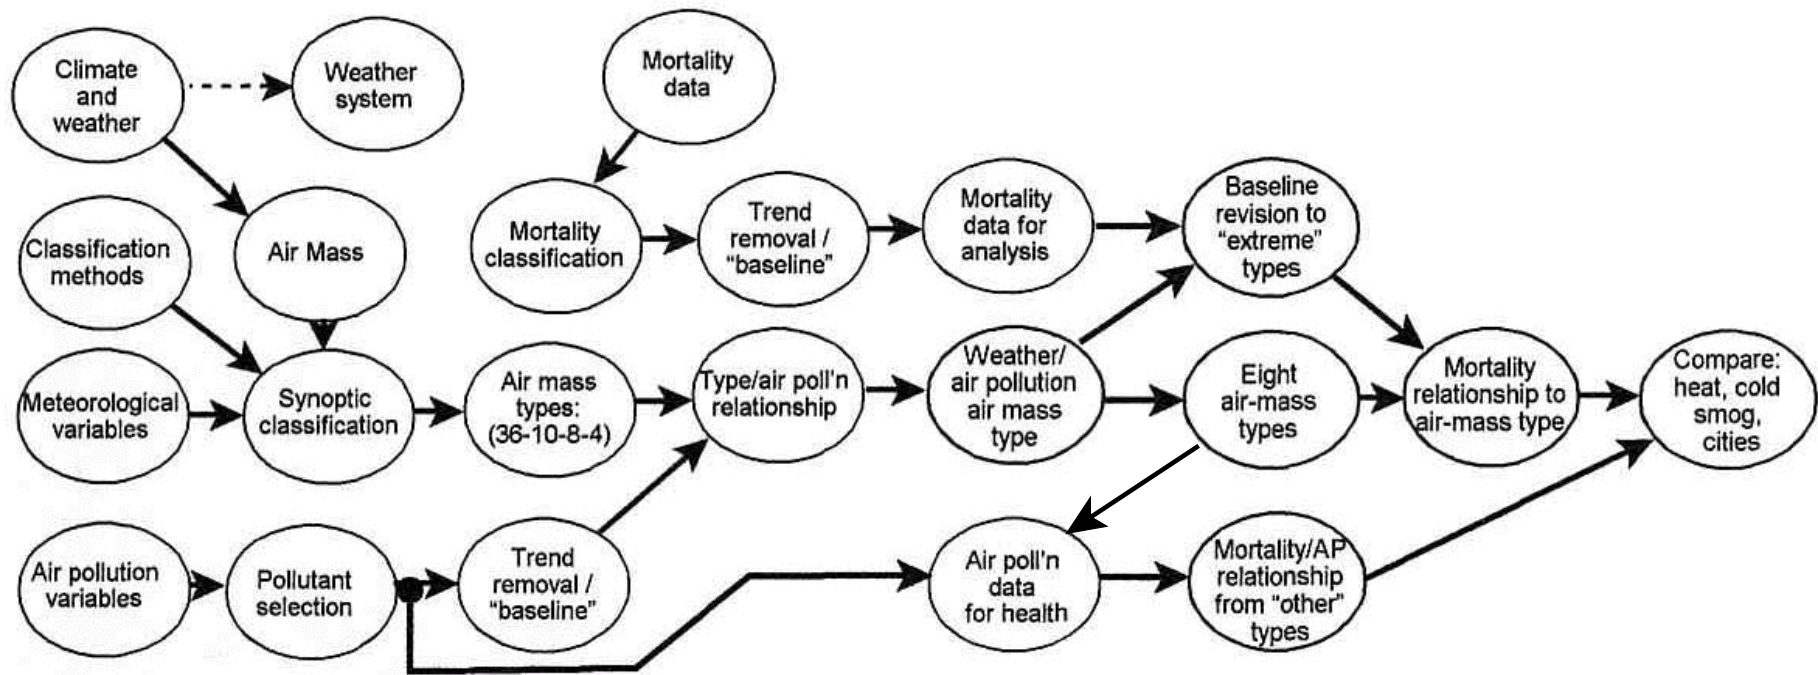 Climate
and
weather
Weather
system
Mortality
data
Classification
methods
Air Mass
Mortality
classification
Trend
removal /
“baseline”
Mortality
data for
analysis
Baseline
revision to
“extreme”
types
Meteorological
variables
Synoptic
classification
Air mass
types:
(36-10-8-4)
Type/air poll'n
relationship
Weather/
air pollution
air mass
type
Eight
air-mass
types
Mortality
relationship to
air-mass type
Compare:
heat, cold
smog,
cities
Air pollution
variables
Pollutant
selection
Trend
removal /
“baseline”
Air poll'n
data
for health
Mortality/AP
relationship
from “other”
types